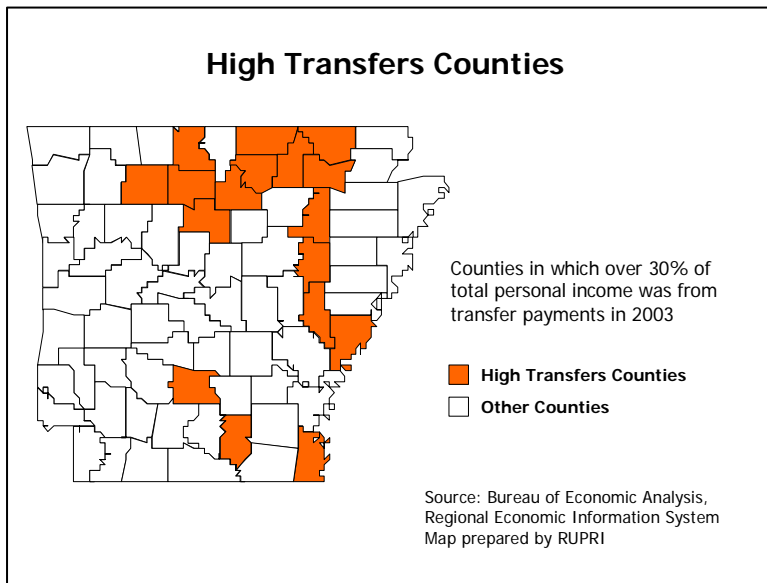 High Transfers Counties
Counties in which over 30% of
total personal income was from
transfer payments in 2003
High Transfers Counties
Other Counties
Source: Bureau of Economic Analysis,
Regional Economic Information System
Map prepared by RUPRI